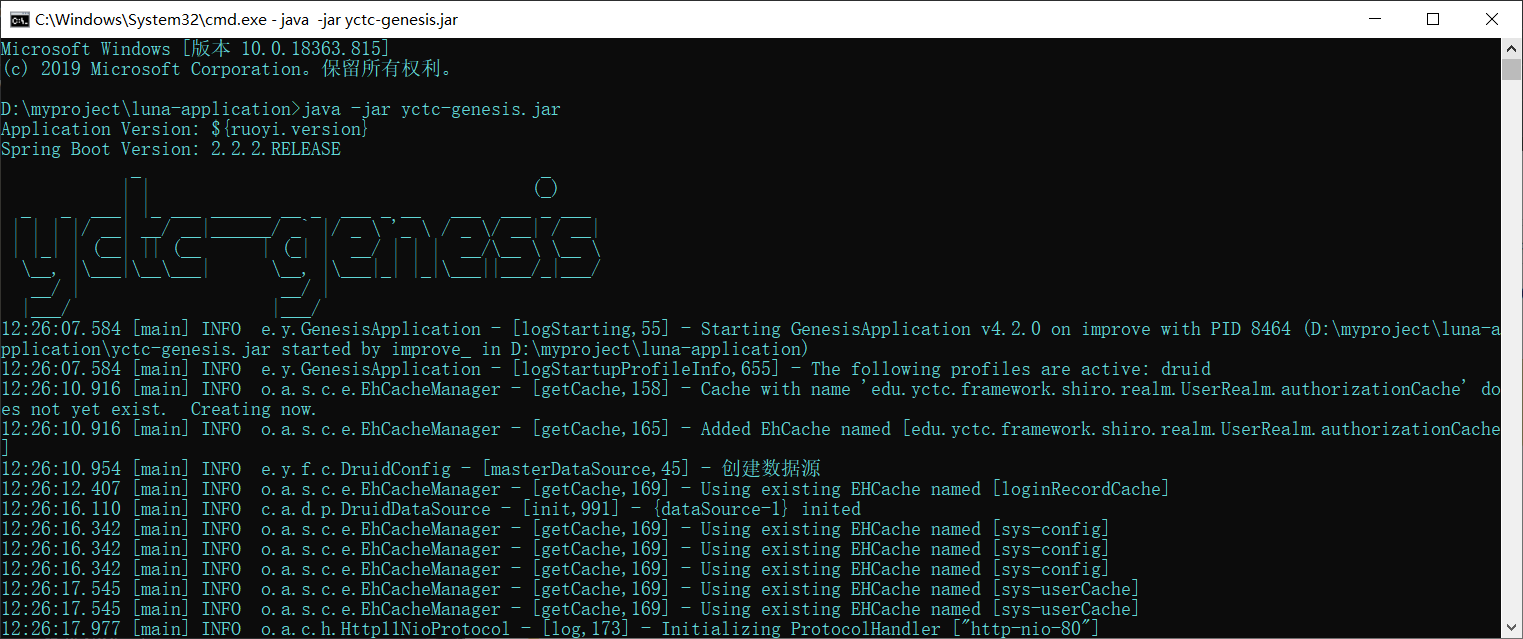 C:\Windows\System32\cmd.exe - java  -jar yctc-genesis.jar
Microsoft Windows [版本 10.0.18363.815]
(c) 2019 Microsoft Corporation。保留所有权利。
D:\myproject\luna-application>java -jar yctc-genesis.jar
Application Version: ${ruoyi.version}
Spring Boot Version: 2.2.2.RELEASE
yctc-genesis
12:26:07.584 [main] INFO  e.y.GenesisApplication - [logStarting,55] - Starting GenesisApplication v4.2.0 on improve with PID 8464 (D:\myproject\luna-a
pplication\yctc-genesis.jar started by improve_ in D:\myproject\luna-application)
12:26:07.584 [main] INFO  e.y.GenesisApplication - [logStartupProfileInfo,655] - The following profiles are active: druid
12:26:10.916 [main] INFO  o.a.s.c.e.EhCacheManager - [getCache,158] - Cache with name 'edu.yctc.framework.shiro.realm.UserRealm.authorizationCache' do
es not yet exist.  Creating now.
12:26:10.916 [main] INFO  o.a.s.c.e.EhCacheManager - [getCache,165] - Added EhCache named [edu.yctc.framework.shiro.realm.UserRealm.authorizationCache
]
12:26:10.954 [main] INFO  e.y.f.c.DruidConfig - [masterDataSource,45] - 创建数据源
12:26:12.407 [main] INFO  o.a.s.c.e.EhCacheManager - [getCache,169] - Using existing EHCache named [loginRecordCache]
12:26:16.110 [main] INFO  c.a.d.p.DruidDataSource - [init,991] - {dataSource-1} inited
12:26:16.342 [main] INFO  o.a.s.c.e.EhCacheManager - [getCache,169] - Using existing EHCache named [sys-config]
12:26:16.342 [main] INFO  o.a.s.c.e.EhCacheManager - [getCache,169] - Using existing EHCache named [sys-config]
12:26:16.342 [main] INFO  o.a.s.c.e.EhCacheManager - [getCache,169] - Using existing EHCache named [sys-config]
12:26:17.545 [main] INFO  o.a.s.c.e.EhCacheManager - [getCache,169] - Using existing EHCache named [sys-userCache]
12:26:17.545 [main] INFO  o.a.s.c.e.EhCacheManager - [getCache,169] - Using existing EHCache named [sys-userCache]
12:26:17.977 [main] INFO  o.a.c.h.Http11NioProtocol - [log,173] - Initializing ProtocolHandler ["http-nio-80"]